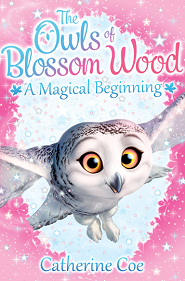 The
Owls of
Blossom Wood
A Magical Beginning
Catherine Coe